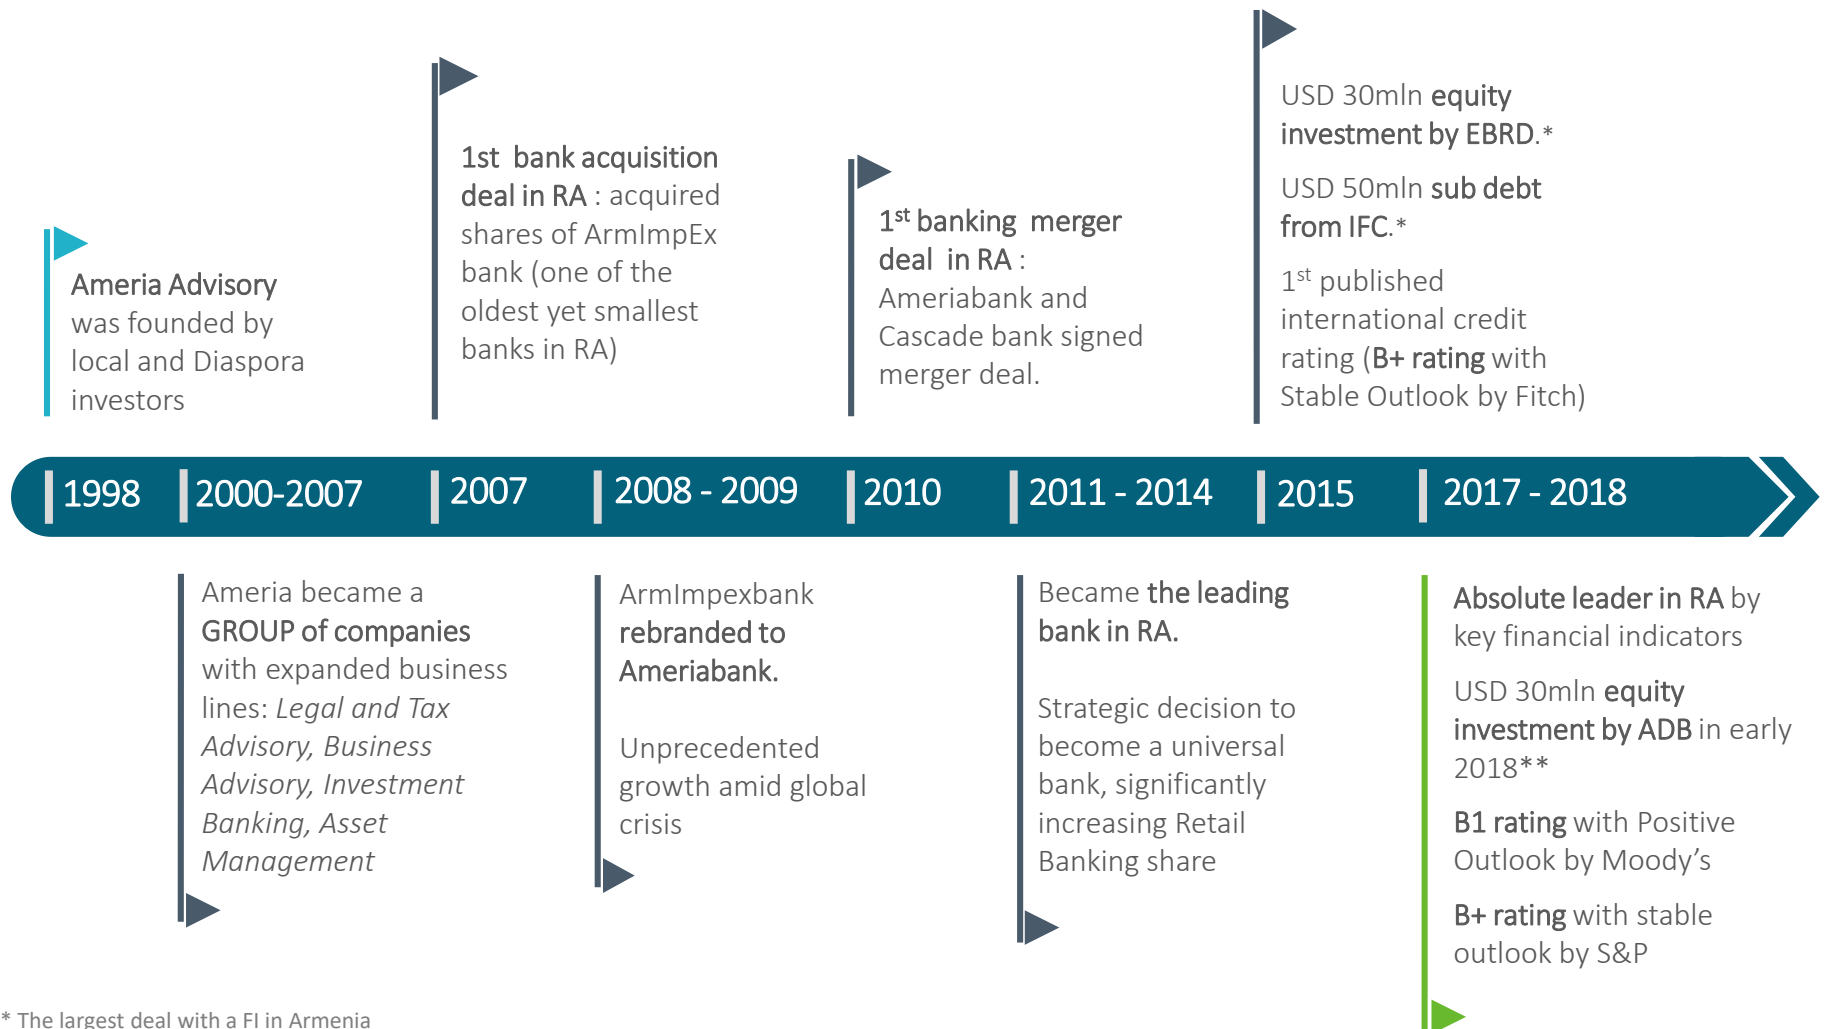 Ameria Advisory
was founded by
local and Diaspora
investors
1st bank acquisition
deal in RA : acquired
shares of ArmImpEx
bank (one of the
oldest yet smallest
banks in RA)
1st banking merger
deal in RA :
Ameriabank and
Cascade bank signed
merger deal.
USD 30mln equity
investment by EBRD.*
USD 50mln sub debt
from IFC.*
1st published
international credit
rating (B+ rating with
Stable Outlook by Fitch)
1998
2000-2007
2007
2008 - 2009
2010
2011 - 2014
2015
2017 - 2018
Ameria became a
GROUP of companies
with expanded business
lines: Legal and Tax
Advisory, Business
Advisory, Investment
Banking, Asset
Management
ArmImpexbank
rebranded to
Ameriabank.
Unprecedented
growth amid global
crisis
Became the leading
bank in RA.
Strategic decision to
become a universal
bank, significantly
increasing Retail
Banking share
Absolute leader in RA by
key financial indicators
USD 30mln equity
investment by ADB in early
2018**
B1 rating with Positive
Outlook by Moody's
B+ rating with stable
outlook by S&P
* The largest deal with a FI in Armenia